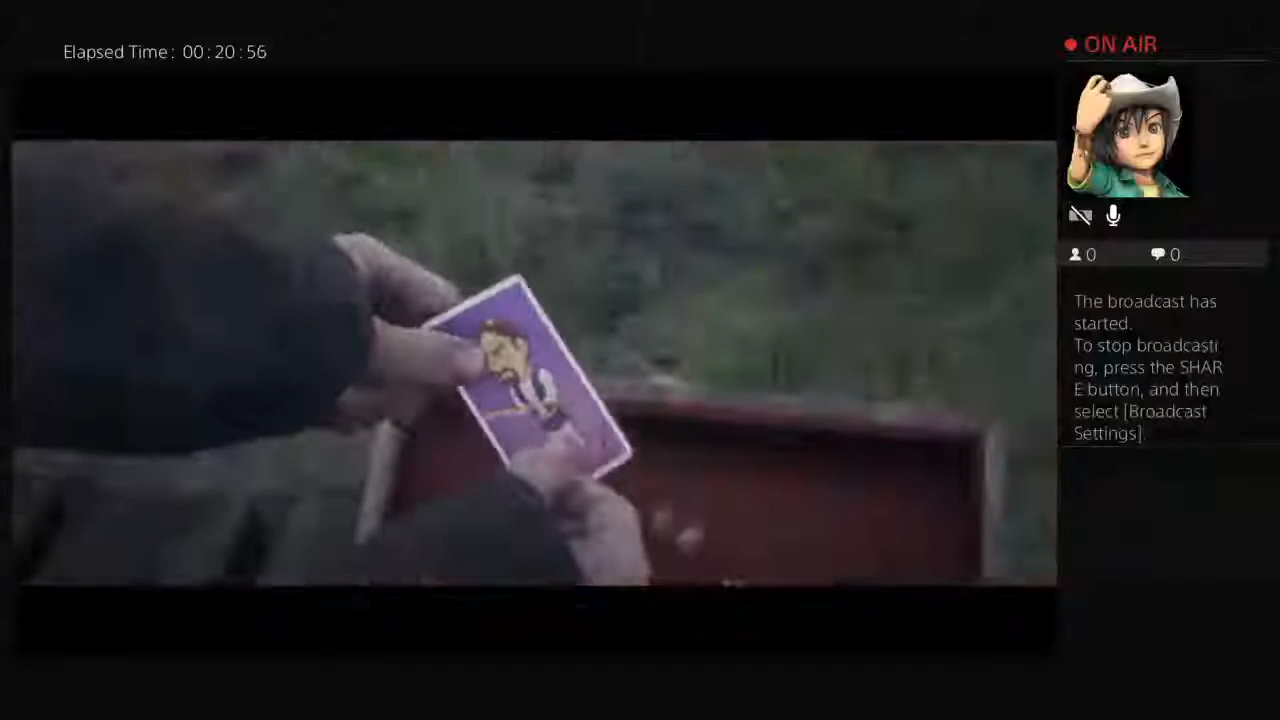 Elapsed Time: 00:20:56
ON AIR
0 0
The broadcast has
started.
To stop broadcasti
ng, press the SHAR
E button, and then
select [Broadcast
Settings].